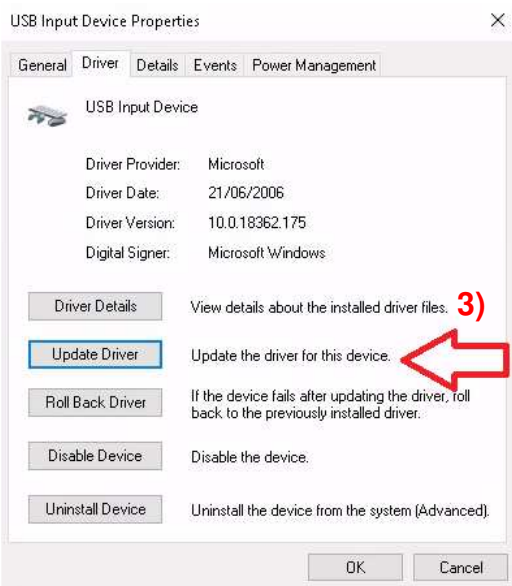 USB Input Device Properties
General Driver Details Events Power Management
USB Input Device
Driver Provider: Microsoft
Driver Date: 21/06/2006
Driver Version: 10.0.18362.175
Digital Signer: Microsoft Windows
Driver Details View details about the installed driver files. 3)
Update Driver Update the driver for this device.
Roll Back Driver If the device fails after updating the driver, roll
back to the previously installed driver.
Disable Device Disable the device.
Uninstall Device Uninstall the device from the system (Advanced).
OK Cancel